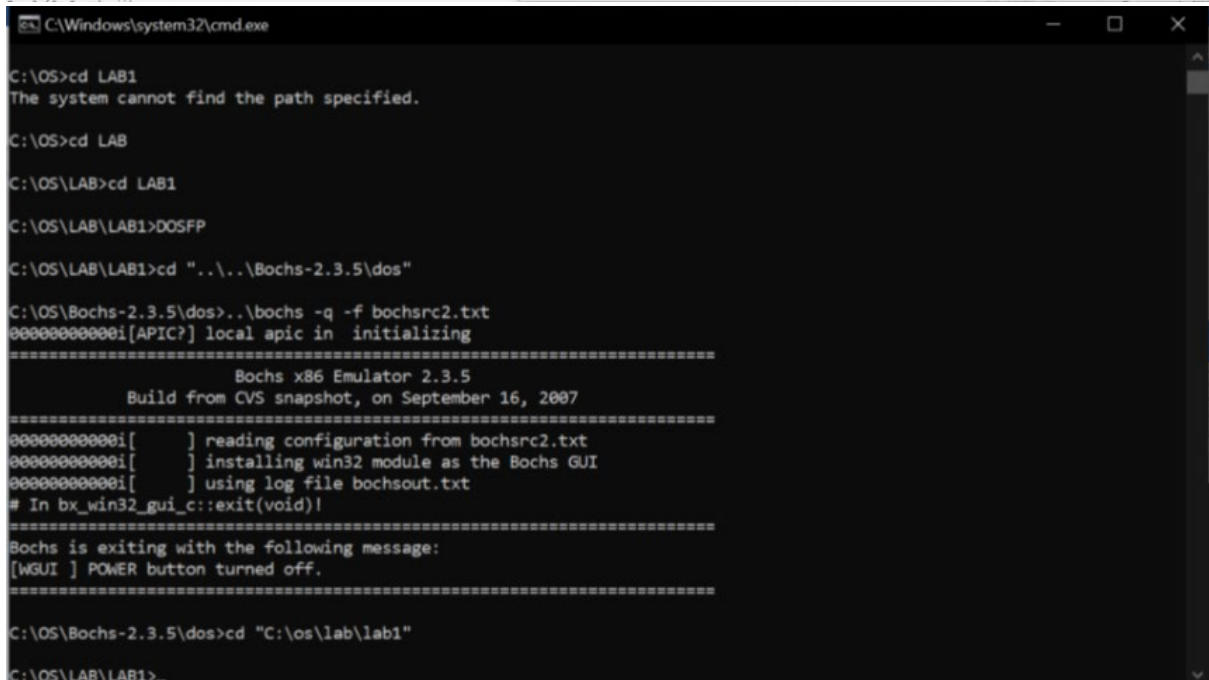 C:\Windows\system32\cmd.exe
C:\OS>cd LAB1
The system cannot find the path specified.
C:\OS>cd LAB
C:\OS\LAB>cd LAB1
C:\OS\LAB\LAB1>DOSFP
C:\OS\LAB\LAB1>cd "..\..\Bochs-2.3.5\dos"
C:\OS\Bochs-2.3.5\dos>..\bochs -q -f bochsrc2.txt
00000000000i[APIC?] local apic in  initializing
========================================================================
Bochs x86 Emulator 2.3.5
Build from CVS snapshot, on September 16, 2007
========================================================================
00000000000i[     ] reading configuration from bochsrc2.txt
00000000000i[     ] installing win32 module as the Bochs GUI
00000000000i[     ] using log file bochsout.txt
# In bx_win32_gui_c::exit(void)!
========================================================================
Bochs is exiting with the following message:
[WGUI ] POWER button turned off.
========================================================================
C:\OS\Bochs-2.3.5\dos>cd "C:\os\lab\lab1"
C:\OS\LAB\LAB1>_